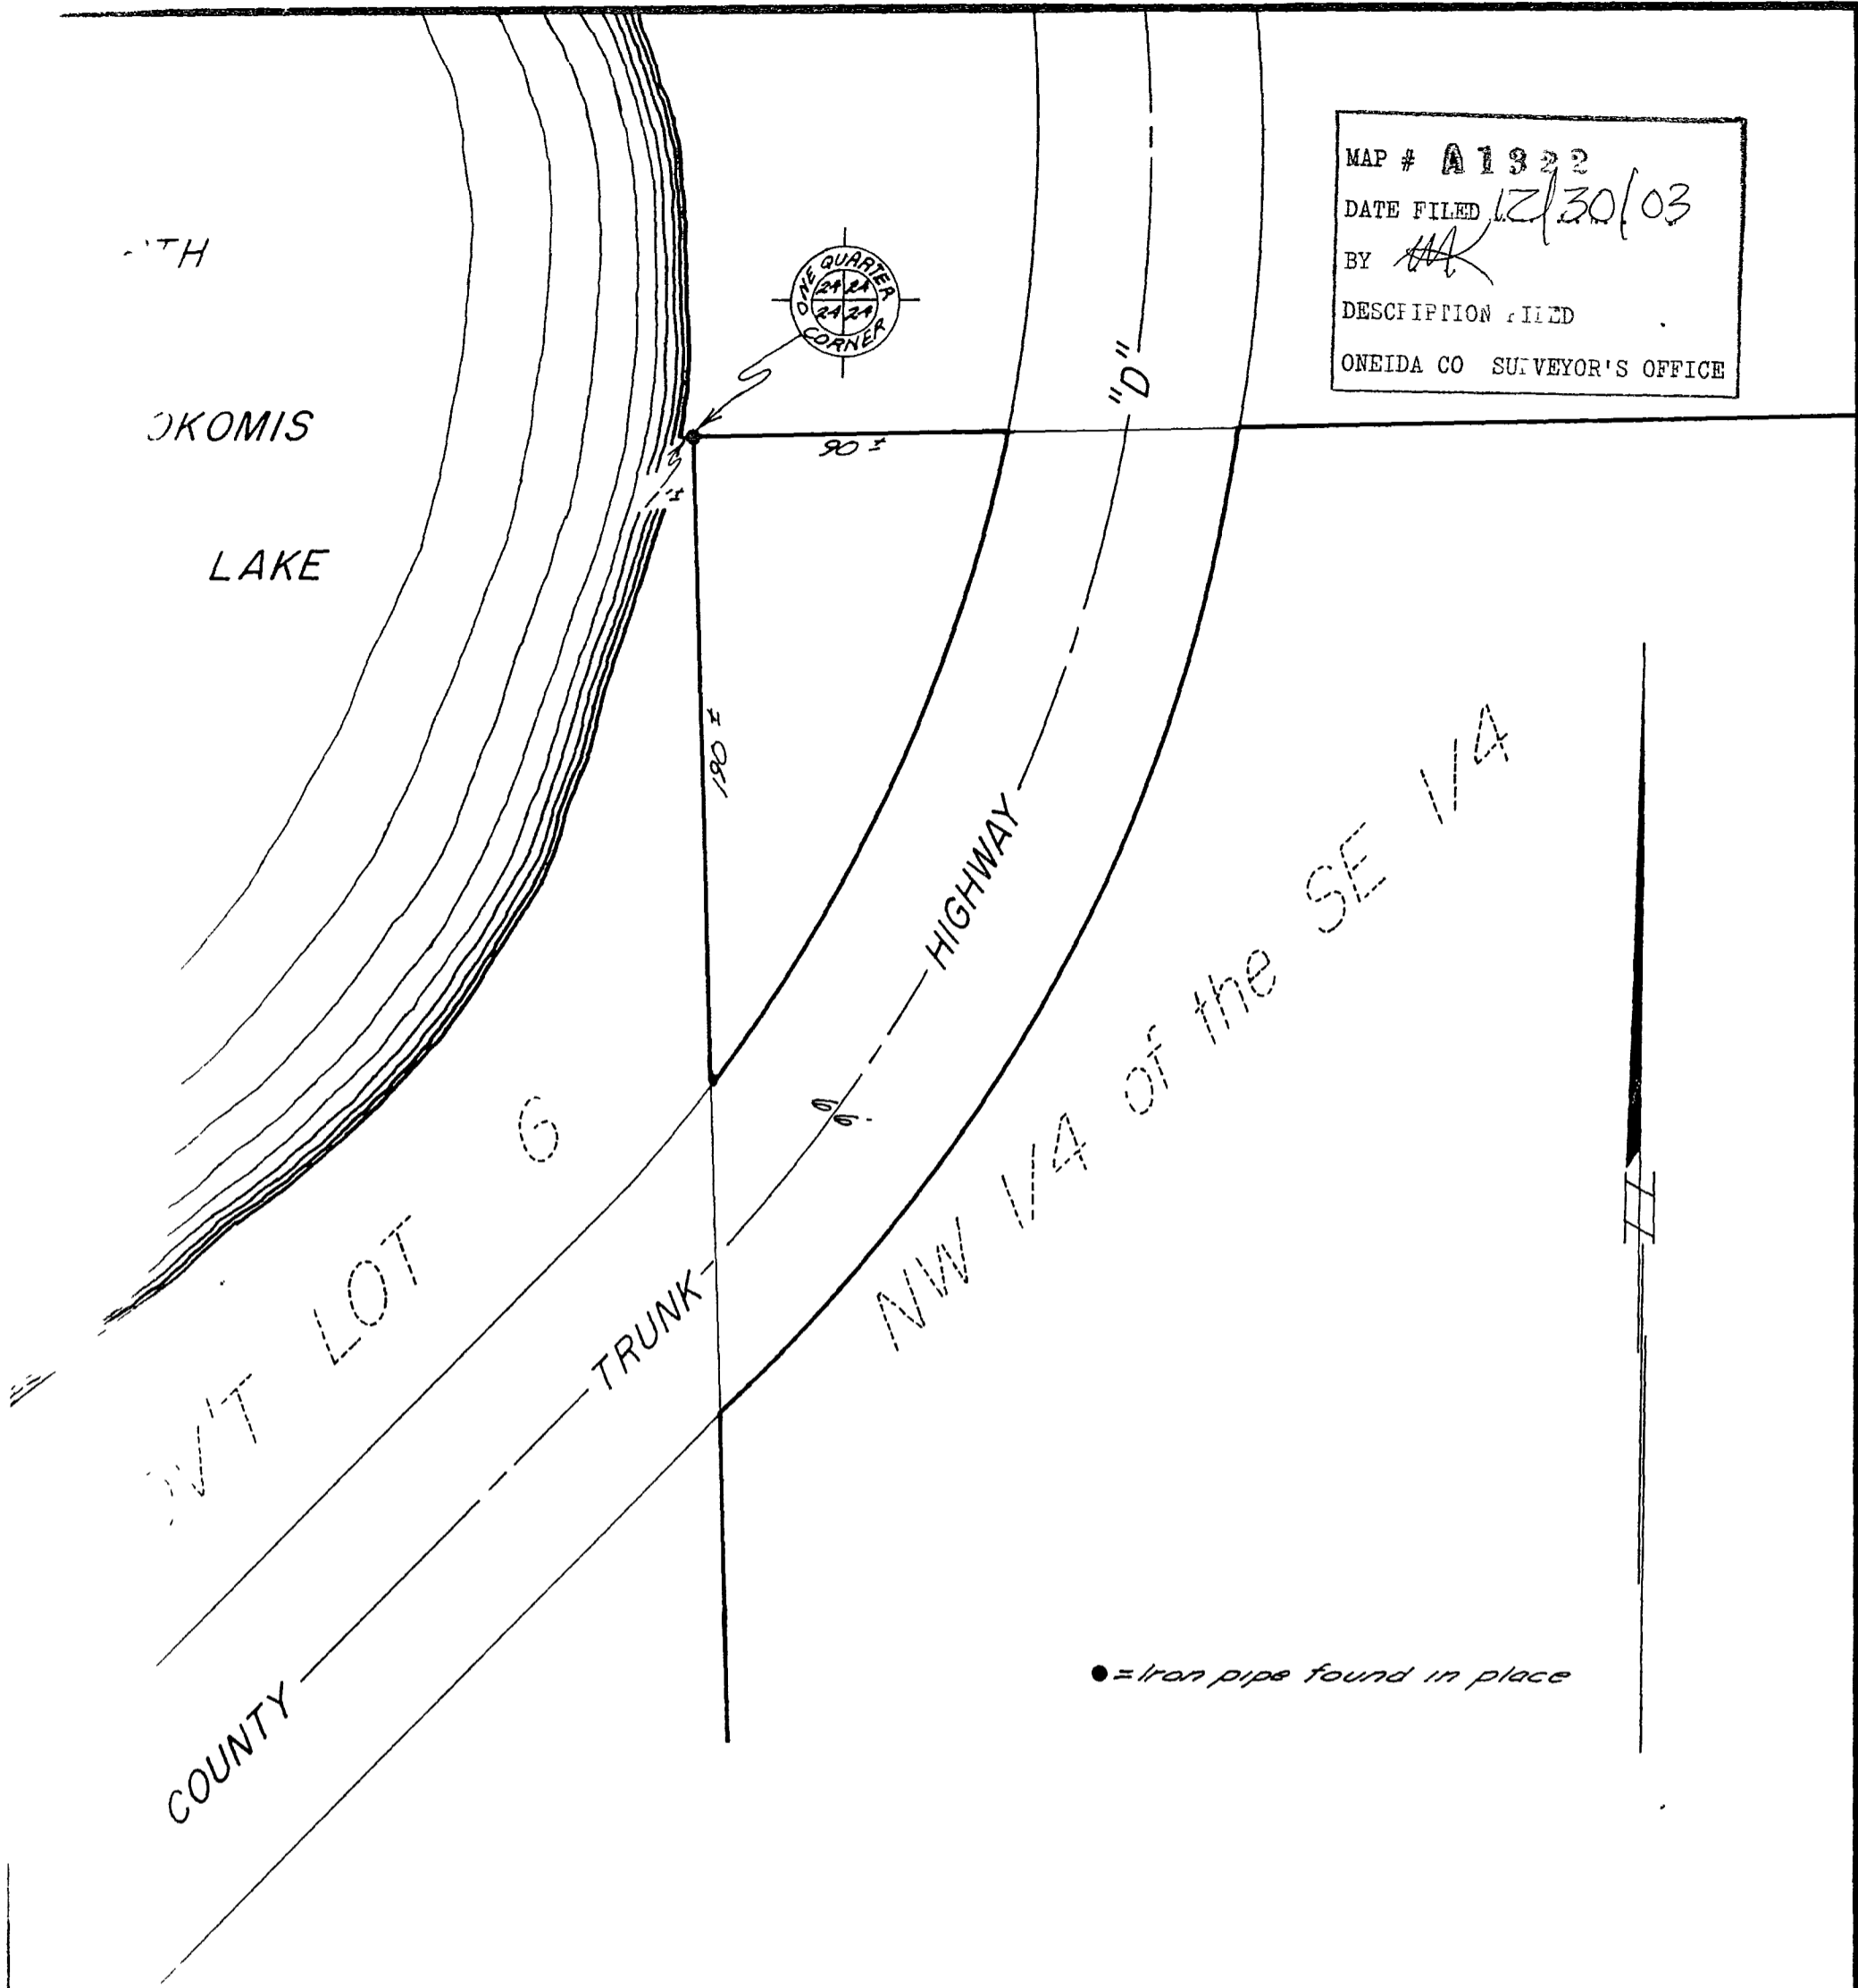 MAP # A1322
DATE FILED 12/30/03
BY
DESCRIPTION FILED
ONEIDA CO SURVEYOR'S OFFICE
TH
OKOMIS
LAKE
ONE QUARTER
24 24
24 24
CORNER
90 ±
190 ±
"D"
HIGHWAY
TRUNK
COUNTY
66'
W'T LOT 6
NW 1/4 of the SE 1/4
● = Iron pipe found in place